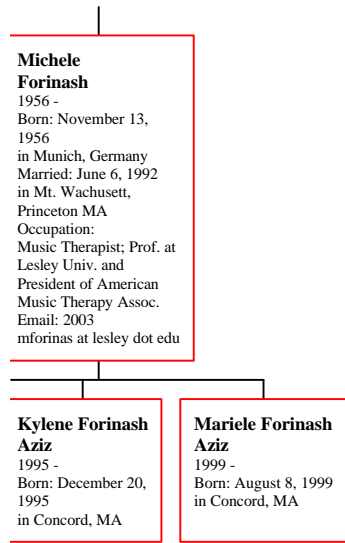 Michele
Forinash
1956 -
Born: November 13,
1956
in Munich, Germany
Married: June 6, 1992
in Mt. Wachusett,
Princeton MA
Occupation:
Music Therapist; Prof. at
Lesley Univ. and
President of American
Music Therapy Assoc.
Email: 2003
mforinas at lesley dot edu
Kylene Forinash
Aziz
1995 -
Born: December 20,
1995
in Concord, MA
Mariele Forinash
Aziz
1999 -
Born: August 8, 1999
in Concord, MA